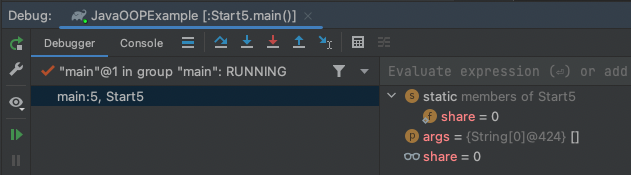 Debug: JavaOOPExample [:Start5.main()]
Debugger Console
"main"@1 in group "main": RUNNING
Evaluate expression (⏎) or add
main:5, Start5
static members of Start5
share = 0
args = {String[0]@424} []
share = 0